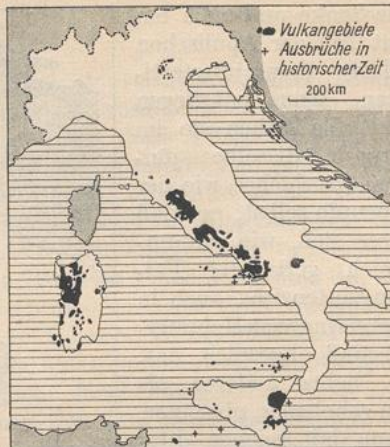 Vulkangebiete
+ Ausbrüche in
historischer Zeit
200 km